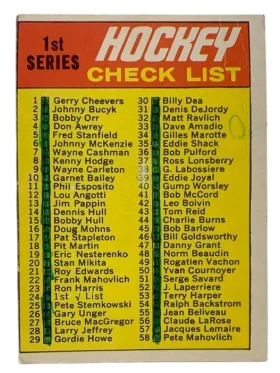 1st
SERIES
HOCKEY
CHECK LIST
1 Gerry Cheevers
2 Johnny Bucyk
3 Bobby Orr
4 Don Awrey
5 Fred Stanfield
6 Johnny McKenzie
7 Wayne Cashman
8 Kenny Hodge
9 Wayne Carleton
10 Garnet Bailey
11 Phil Esposito
12 Lou Angotti
13 Jim Pappin
14 Dennis Hull
15 Bobby Hull
16 Doug Mohns
17 Pat Stapleton
18 Pit Martin
19 Eric Nesterenko
20 Stan Mikita
21 Roy Edwards
22 Frank Mahovlich
23 Ron Harris
24 1st √ List
25 Pete Stemkowski
26 Gary Unger
27 Bruce MacGregor
28 Larry Jeffrey
29 Gordie Howe
30 Billy Dea
31 Denis DeJordy
32 Matt Ravlich
33 Dave Amadio
34 Gilles Marotte
35 Eddie Shack
36 Bob Pulford
37 Ross Lonsberry
38 G. Labossiere
39 Eddie Joyal
40 Gump Worsley
41 Bob McCord
42 Leo Boivin
43 Tom Reid
44 Charlie Burns
45 Bob Barlow
46 Bill Goldsworthy
47 Danny Grant
48 Norm Beaudin
49 Rogatien Vachon
50 Yvan Cournoyer
51 Serge Savard
52 J. Laperriere
53 Terry Harper
54 Ralph Backstrom
55 Jean Beliveau
56 Claude LaRose
57 Jacques Lemaire
58 Pete Mahovlich